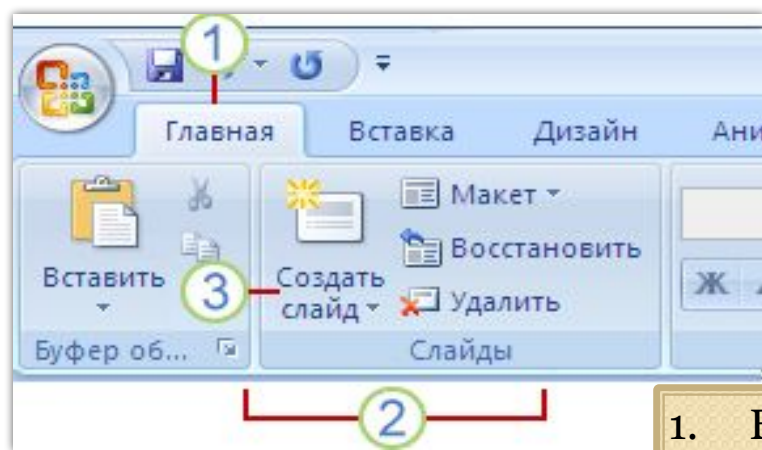 1
Главная Вставка Дизайн
Макет
Восстановить
Вставить
3
Создать
слайд
Удалить
Ж
Буфер об...
Слайды
2
1.